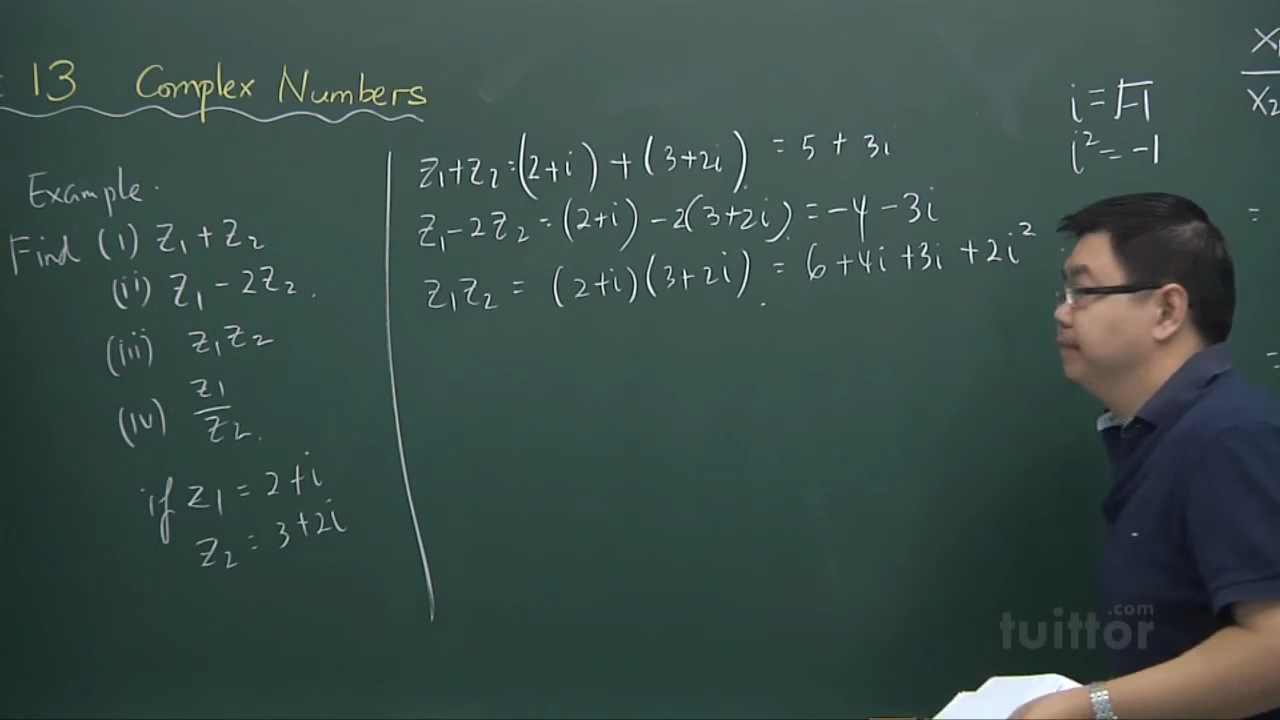 : 13 Complex Numbers
Example.
Find (i) Z₁ + Z₂
(ii) Z₁ - 2Z₂.
(iii) Z₁Z₂
(iv) Z₁/Z₂.
if Z₁ = 2+i
Z₂ = 3+2i
Z₁+Z₂ = (2+i) + (3+2i) = 5 + 3i
Z₁-2Z₂ = (2+i) - 2(3+2i) = -4 - 3i
Z₁Z₂ = (2+i)(3+2i) = 6+4i+3i+2i²
i = √-1
i² = -1
X₁
X₂
=
=
tuittor.com